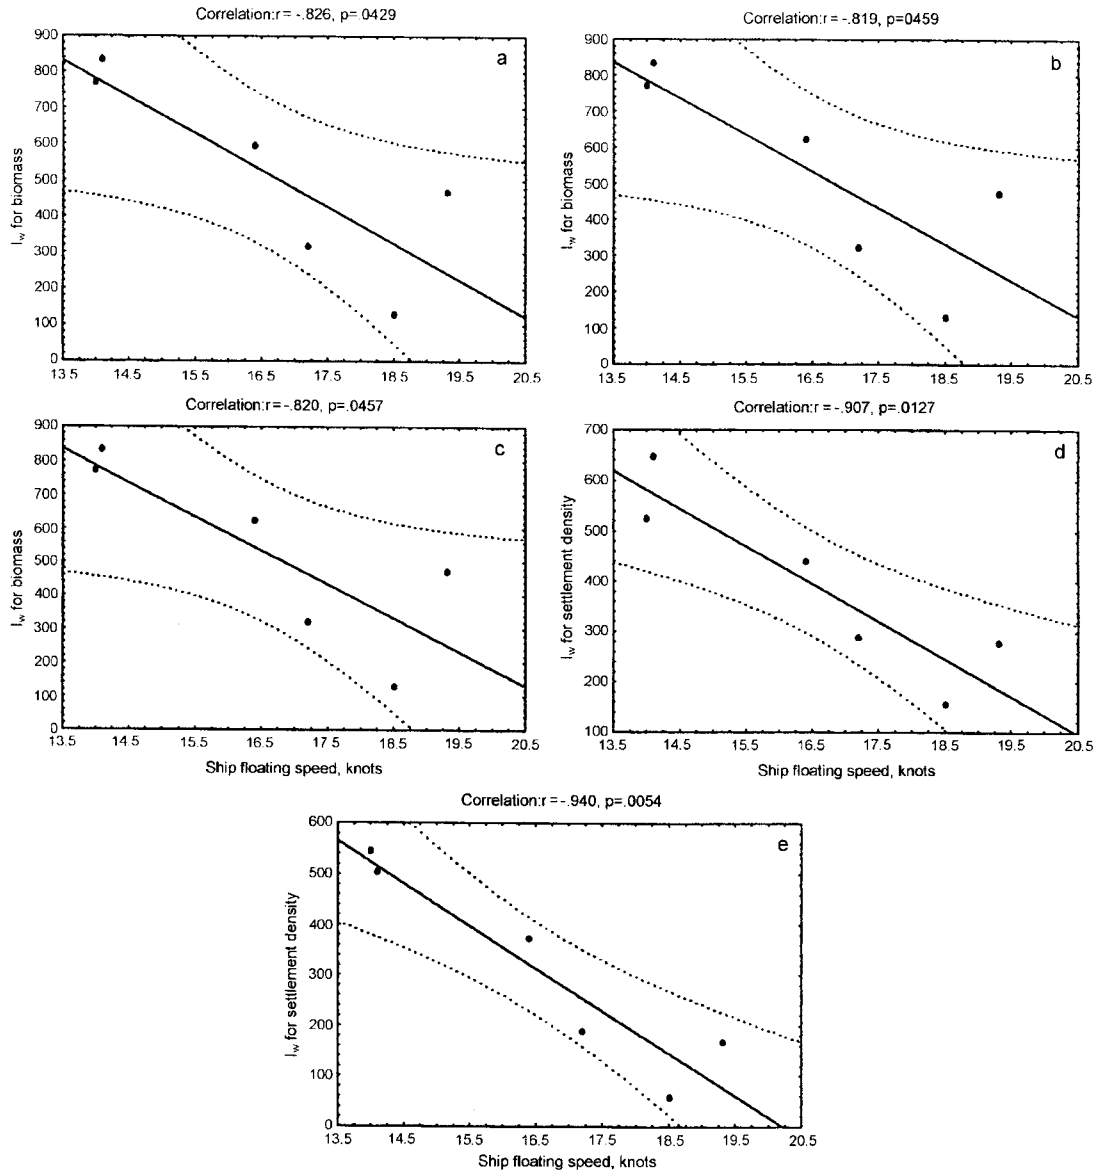 Correlation:r = -.826, p=.0429
a
900
800
700
600
500
400
300
200
100
0
I_w for biomass
13.5 14.5 15.5 16.5 17.5 18.5 19.5 20.5
Correlation:r = -.819, p=0459
b
900
800
700
600
500
400
300
200
100
0
I_w for biomass
13.5 14.5 15.5 16.5 17.5 18.5 19.5 20.5
Correlation:r = -.820, p=.0457
c
900
800
700
600
500
400
300
200
100
0
I_w for biomass
13.5 14.5 15.5 16.5 17.5 18.5 19.5 20.5
Ship floating speed, knots
Correlation:r = -.907, p=.0127
d
700
600
500
400
300
200
100
I_w for settlement density
13.5 14.5 15.5 16.5 17.5 18.5 19.5 20.5
Ship floating speed, knots
Correlation:r = -.940, p=.0054
e
600
500
400
300
200
100
0
I_w for settlement density
13.5 14.5 15.5 16.5 17.5 18.5 19.5 20.5
Ship floating speed, knots